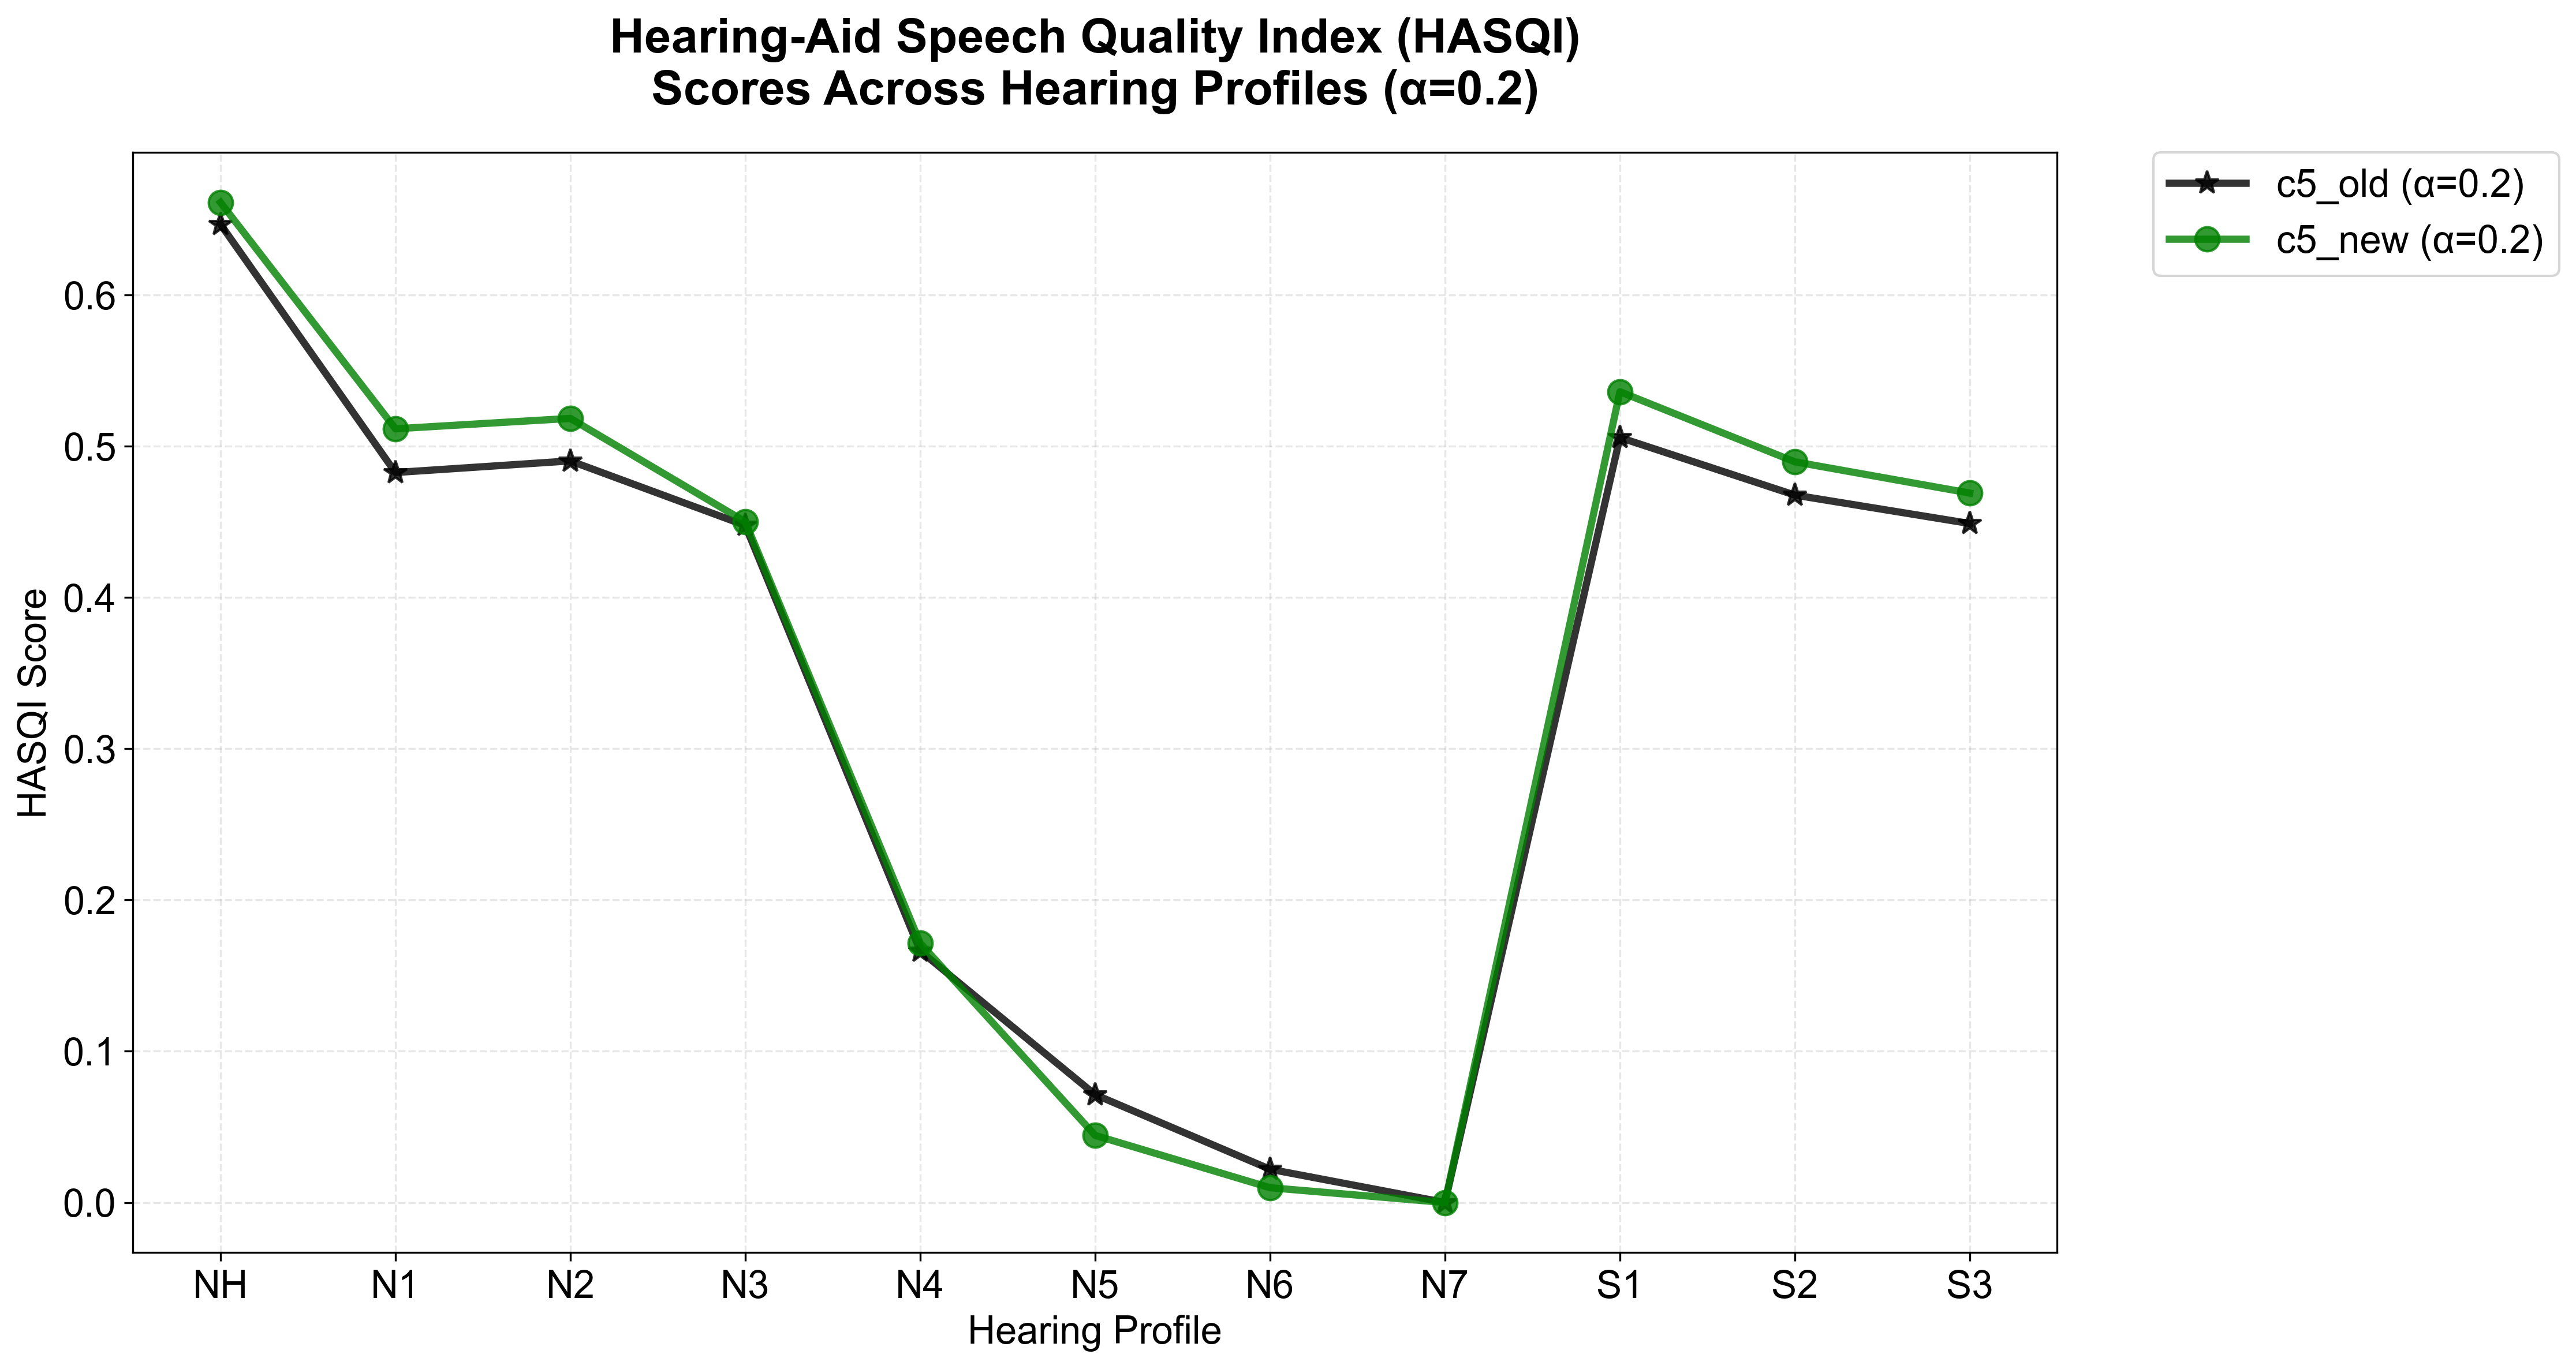 Hearing-Aid Speech Quality Index (HASQI)
Scores Across Hearing Profiles (α=0.2)
c5_old (α=0.2)
c5_new (α=0.2)
HASQI Score
0.6
0.5
0.4
0.3
0.2
0.1
0.0
NH N1 N2 N3 N4 N5 N6 N7 S1 S2 S3
Hearing Profile